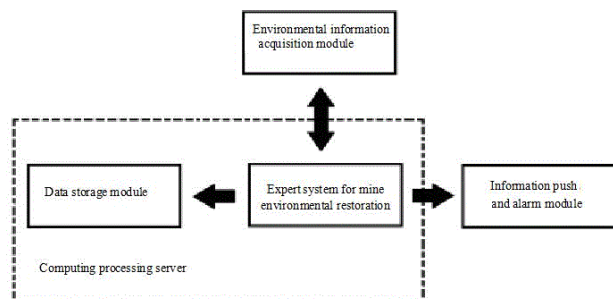 Environmental information
acquisition module
Data storage module
Expert system for mine
environmental restoration
Information push
and alarm module
Computing processing server